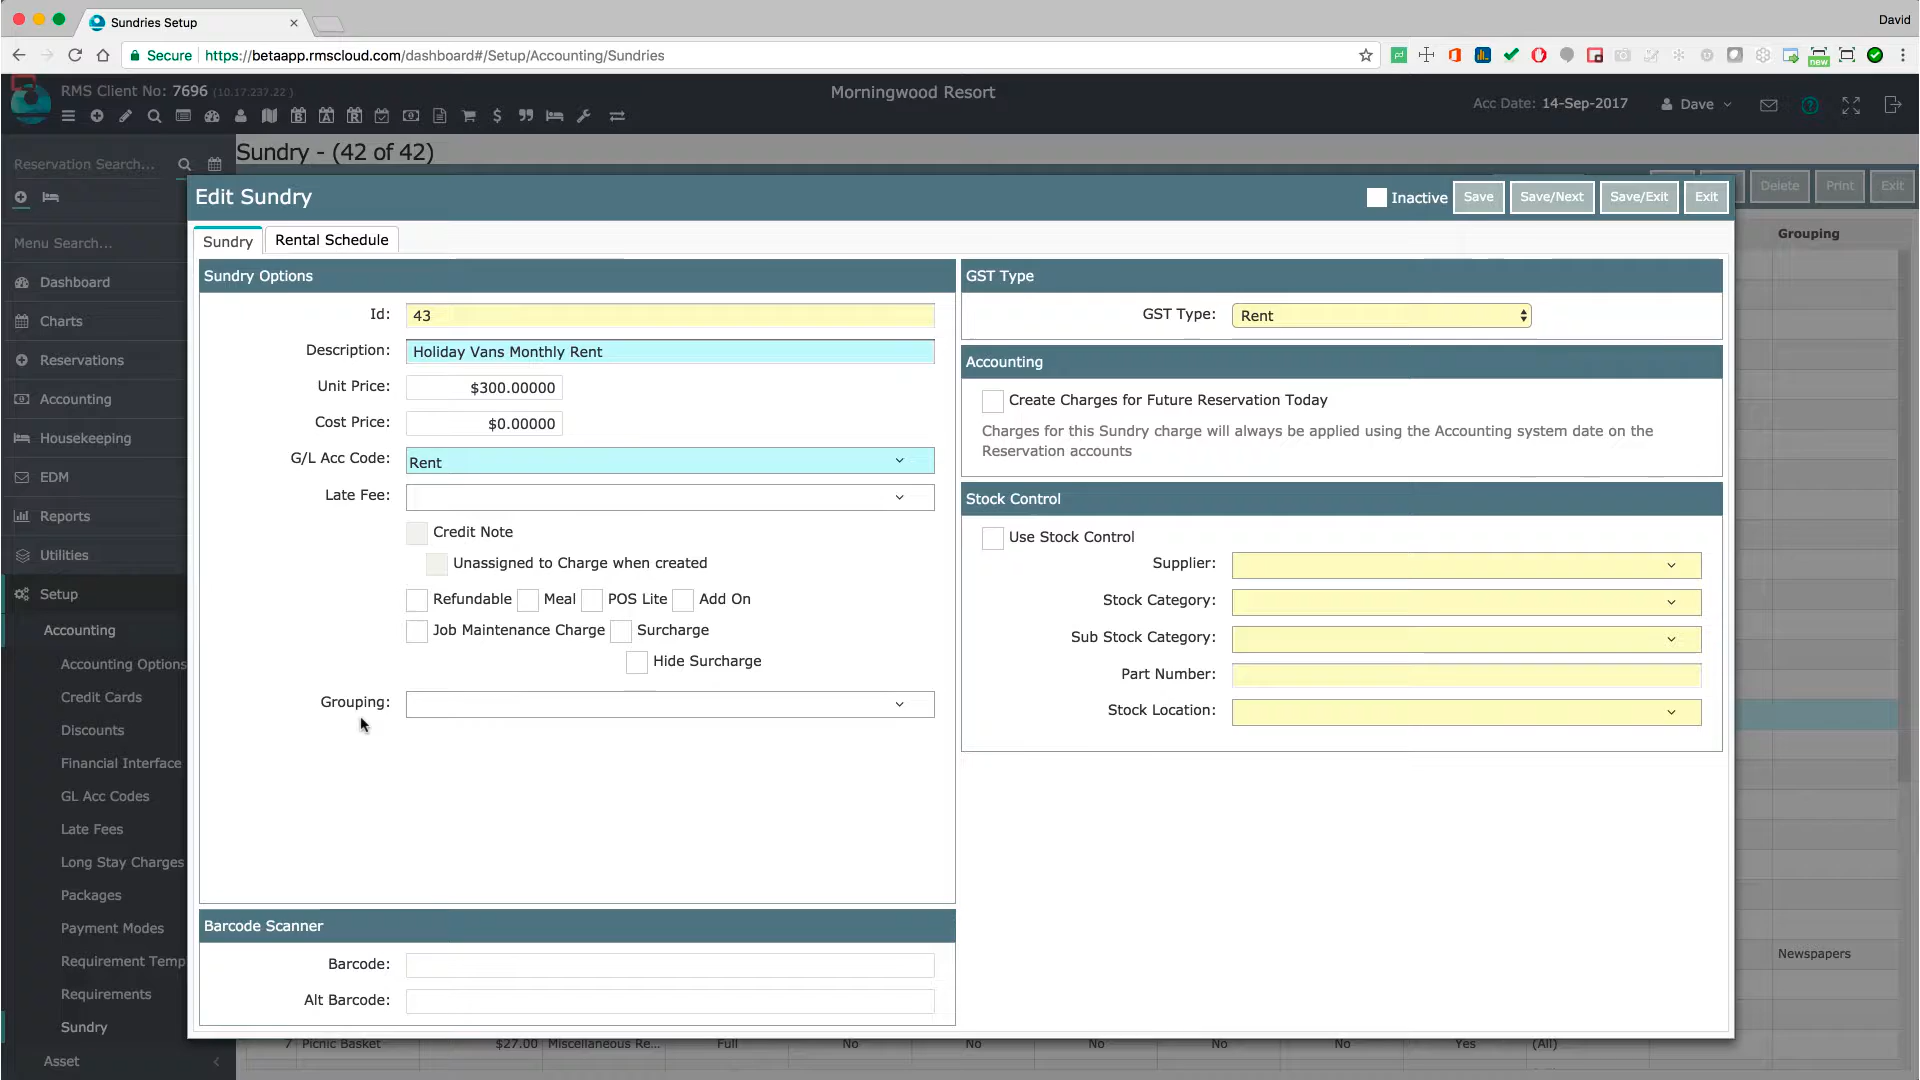 Sundries Setup
David
Secure https://betaapp.rmscloud.com/dashboard#/Setup/Accounting/Sundries
new
RMS Client No: 7696 (10.17.237.22 )
Morningwood Resort
Acc Date: 14-Sep-2017
Dave
Reservation Search...
Sundry - (42 of 42)
Delete
Print
Exit
Edit Sundry
Inactive
Save
Save/Next
Save/Exit
Exit
Menu Search...
Dashboard
Charts
Reservations
Accounting
Housekeeping
EDM
Reports
Utilities
Setup
Accounting
Accounting Options
Credit Cards
Discounts
Financial Interface
GL Acc Codes
Late Fees
Long Stay Charges
Packages
Payment Modes
Requirement Temp
Requirements
Sundry
Asset
Sundry
Rental Schedule
Sundry Options
Id: 43
Description: Holiday Vans Monthly Rent
Unit Price: $300.00000
Cost Price: $0.00000
G/L Acc Code: Rent
Late Fee:
Credit Note
Unassigned to Charge when created
Refundable Meal POS Lite Add On
Job Maintenance Charge Surcharge
Hide Surcharge
Grouping:
Barcode Scanner
Barcode:
Alt Barcode:
GST Type
GST Type: Rent
Accounting
Create Charges for Future Reservation Today
Charges for this Sundry charge will always be applied using the Accounting system date on the
Reservation accounts
Stock Control
Use Stock Control
Supplier:
Stock Category:
Sub Stock Category:
Part Number:
Stock Location:
Grouping
Newspapers
7 Picnic Basket $27.00 Miscellaneous Re... Full No No No No No Yes (All)